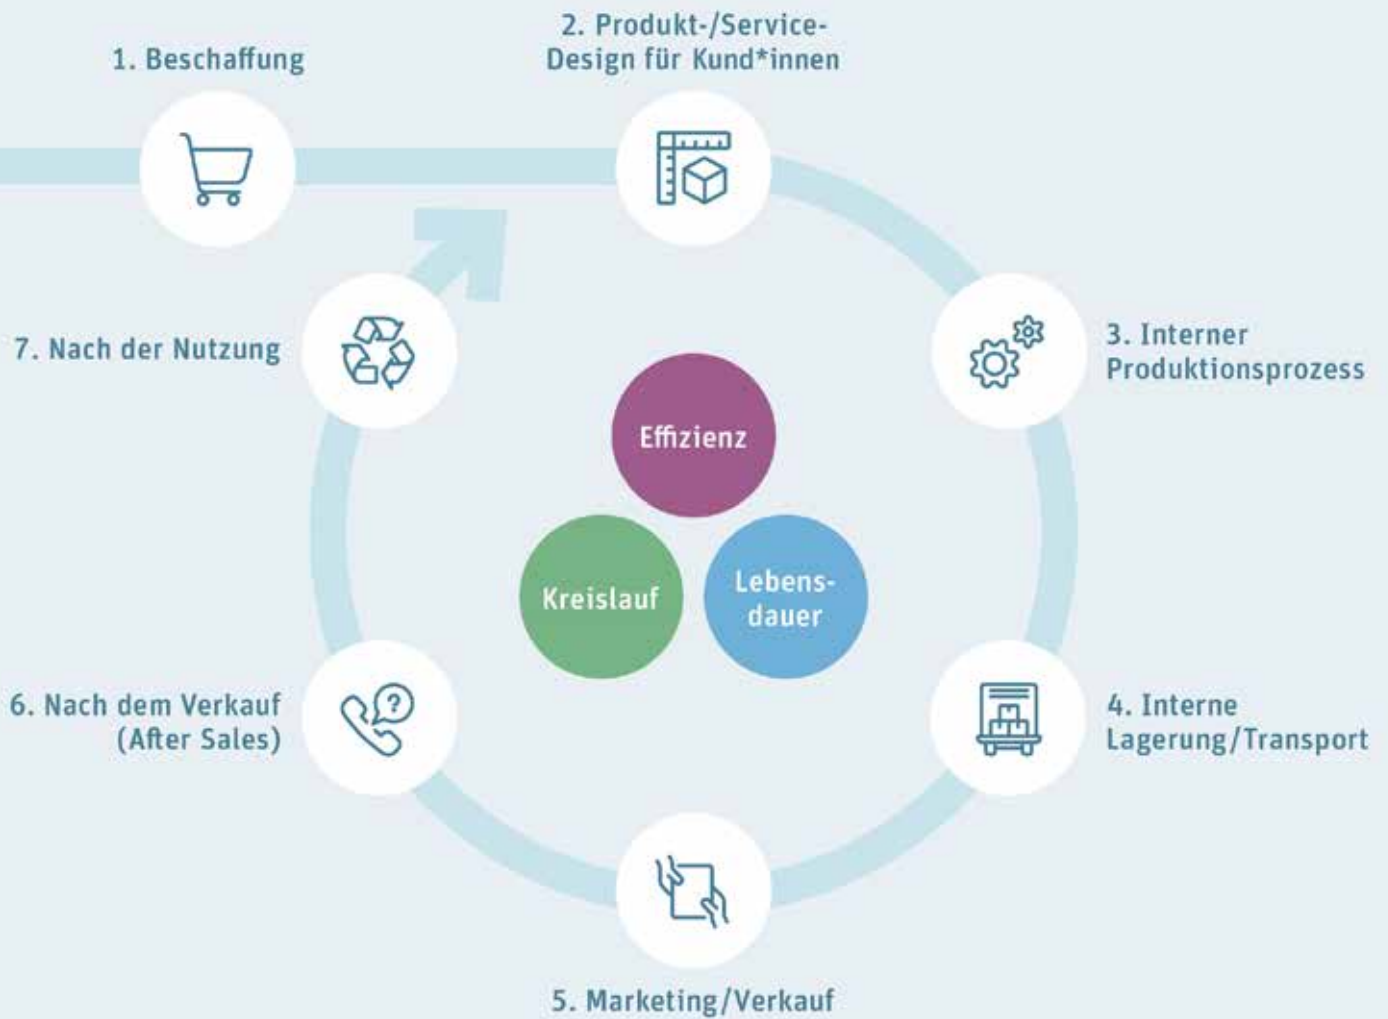 1. Beschaffung
2. Produkt-/Service-
Design für Kund*innen
3. Interner
Produktionsprozess
4. Interne
Lagerung/Transport
5. Marketing/Verkauf
6. Nach dem Verkauf
(After Sales)
?
7. Nach der Nutzung
Effizienz
Kreislauf
Lebens-
dauer